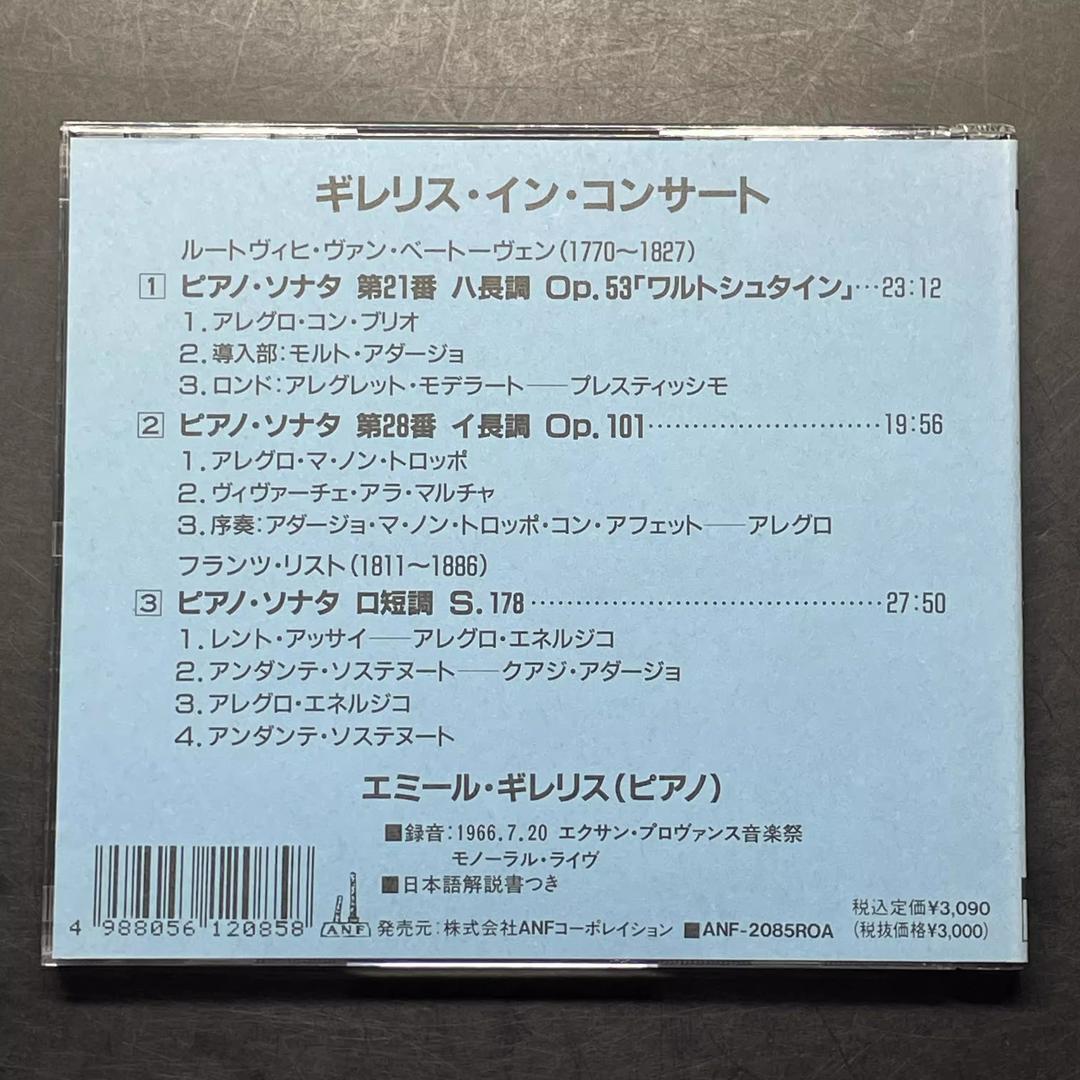 ギレリス・イン・コンサート
ルートヴィヒ・ヴァン・ベートーヴェン(1770〜1827)
1 ピアノ・ソナタ 第21番 ハ長調 Op.53「ワルトシュタイン」…23:12
1.アレグロ・コン・ブリオ
2.導入部:モルト・アダージョ
3.ロンド:アレグレット・モデラート──プレスティッシモ
2 ピアノ・ソナタ 第28番 イ長調 Op.101………………………19:56
1.アレグロ・マ・ノン・トロッポ
2.ヴィヴァーチェ・アラ・マルチャ
3.序奏:アダージョ・マ・ノン・トロッポ・コン・アフェット──アレグロ
フランツ・リスト(1811〜1886)
3 ピアノ・ソナタ ロ短調 S.178……………………………………27:50
1.レント・アッサイ──アレグロ・エネルジコ
2.アンダンテ・ソステヌート──クアジ・アダージョ
3.アレグロ・エネルジコ
4.アンダンテ・ソステヌート
エミール・ギレリス(ピアノ)
■録音:1966.7.20 エクサン・プロヴァンス音楽祭
モノーラル・ライヴ
■日本語解説書つき
税込定価¥3,090
(税抜価格¥3,000)
4 988056 120858
ANF 発売元:株式会社ANFコーポレイション ■ANF-2085ROA